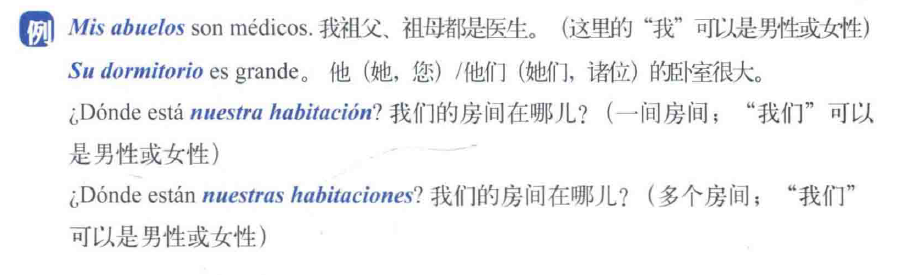 例 Mis abuelos son médicos. 我祖父、祖母都是医生。（这里的“我”可以是男性或女性）
Su dormitorio es grande。 他（她，您）/他们（她们，诸位）的卧室很大。
¿Dónde está nuestra habitación? 我们的房间在哪儿？（一间房间；“我们”可以
是男性或女性）
¿Dónde están nuestras habitaciones? 我们的房间在哪儿？（多个房间；“我们”
可以是男性或女性）